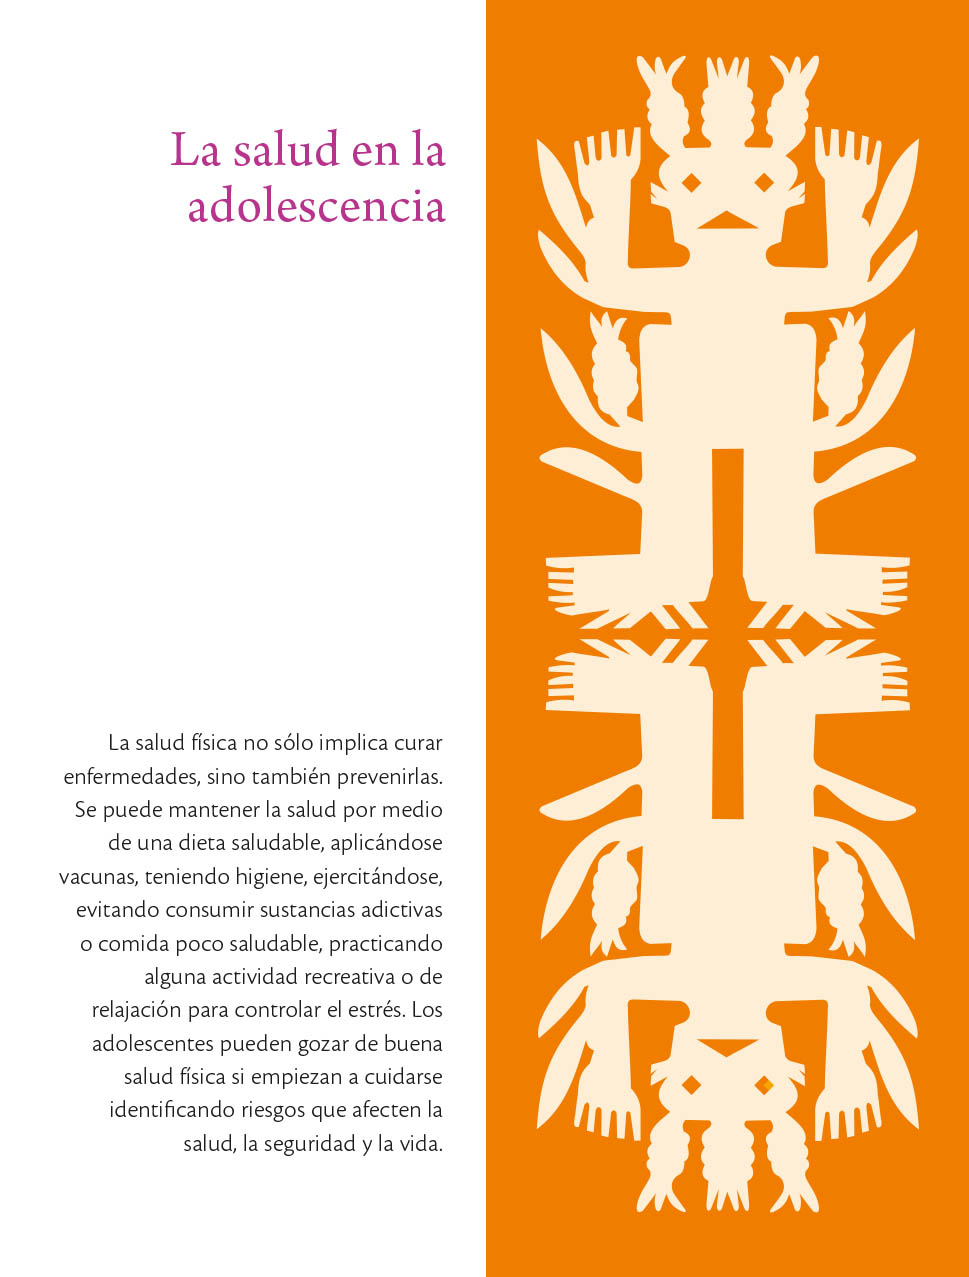 La salud en la
adolescencia
La salud física no sólo implica curar
enfermedades, sino también prevenirlas.
Se puede mantener la salud por medio
de una dieta saludable, aplicándose
vacunas, teniendo higiene, ejercitándose,
evitando consumir sustancias adictivas
o comida poco saludable, practicando
alguna actividad recreativa o de
relajación para controlar el estrés. Los
adolescentes pueden gozar de buena
salud física si empiezan a cuidarse
identificando riesgos que afecten la
salud, la seguridad y la vida.